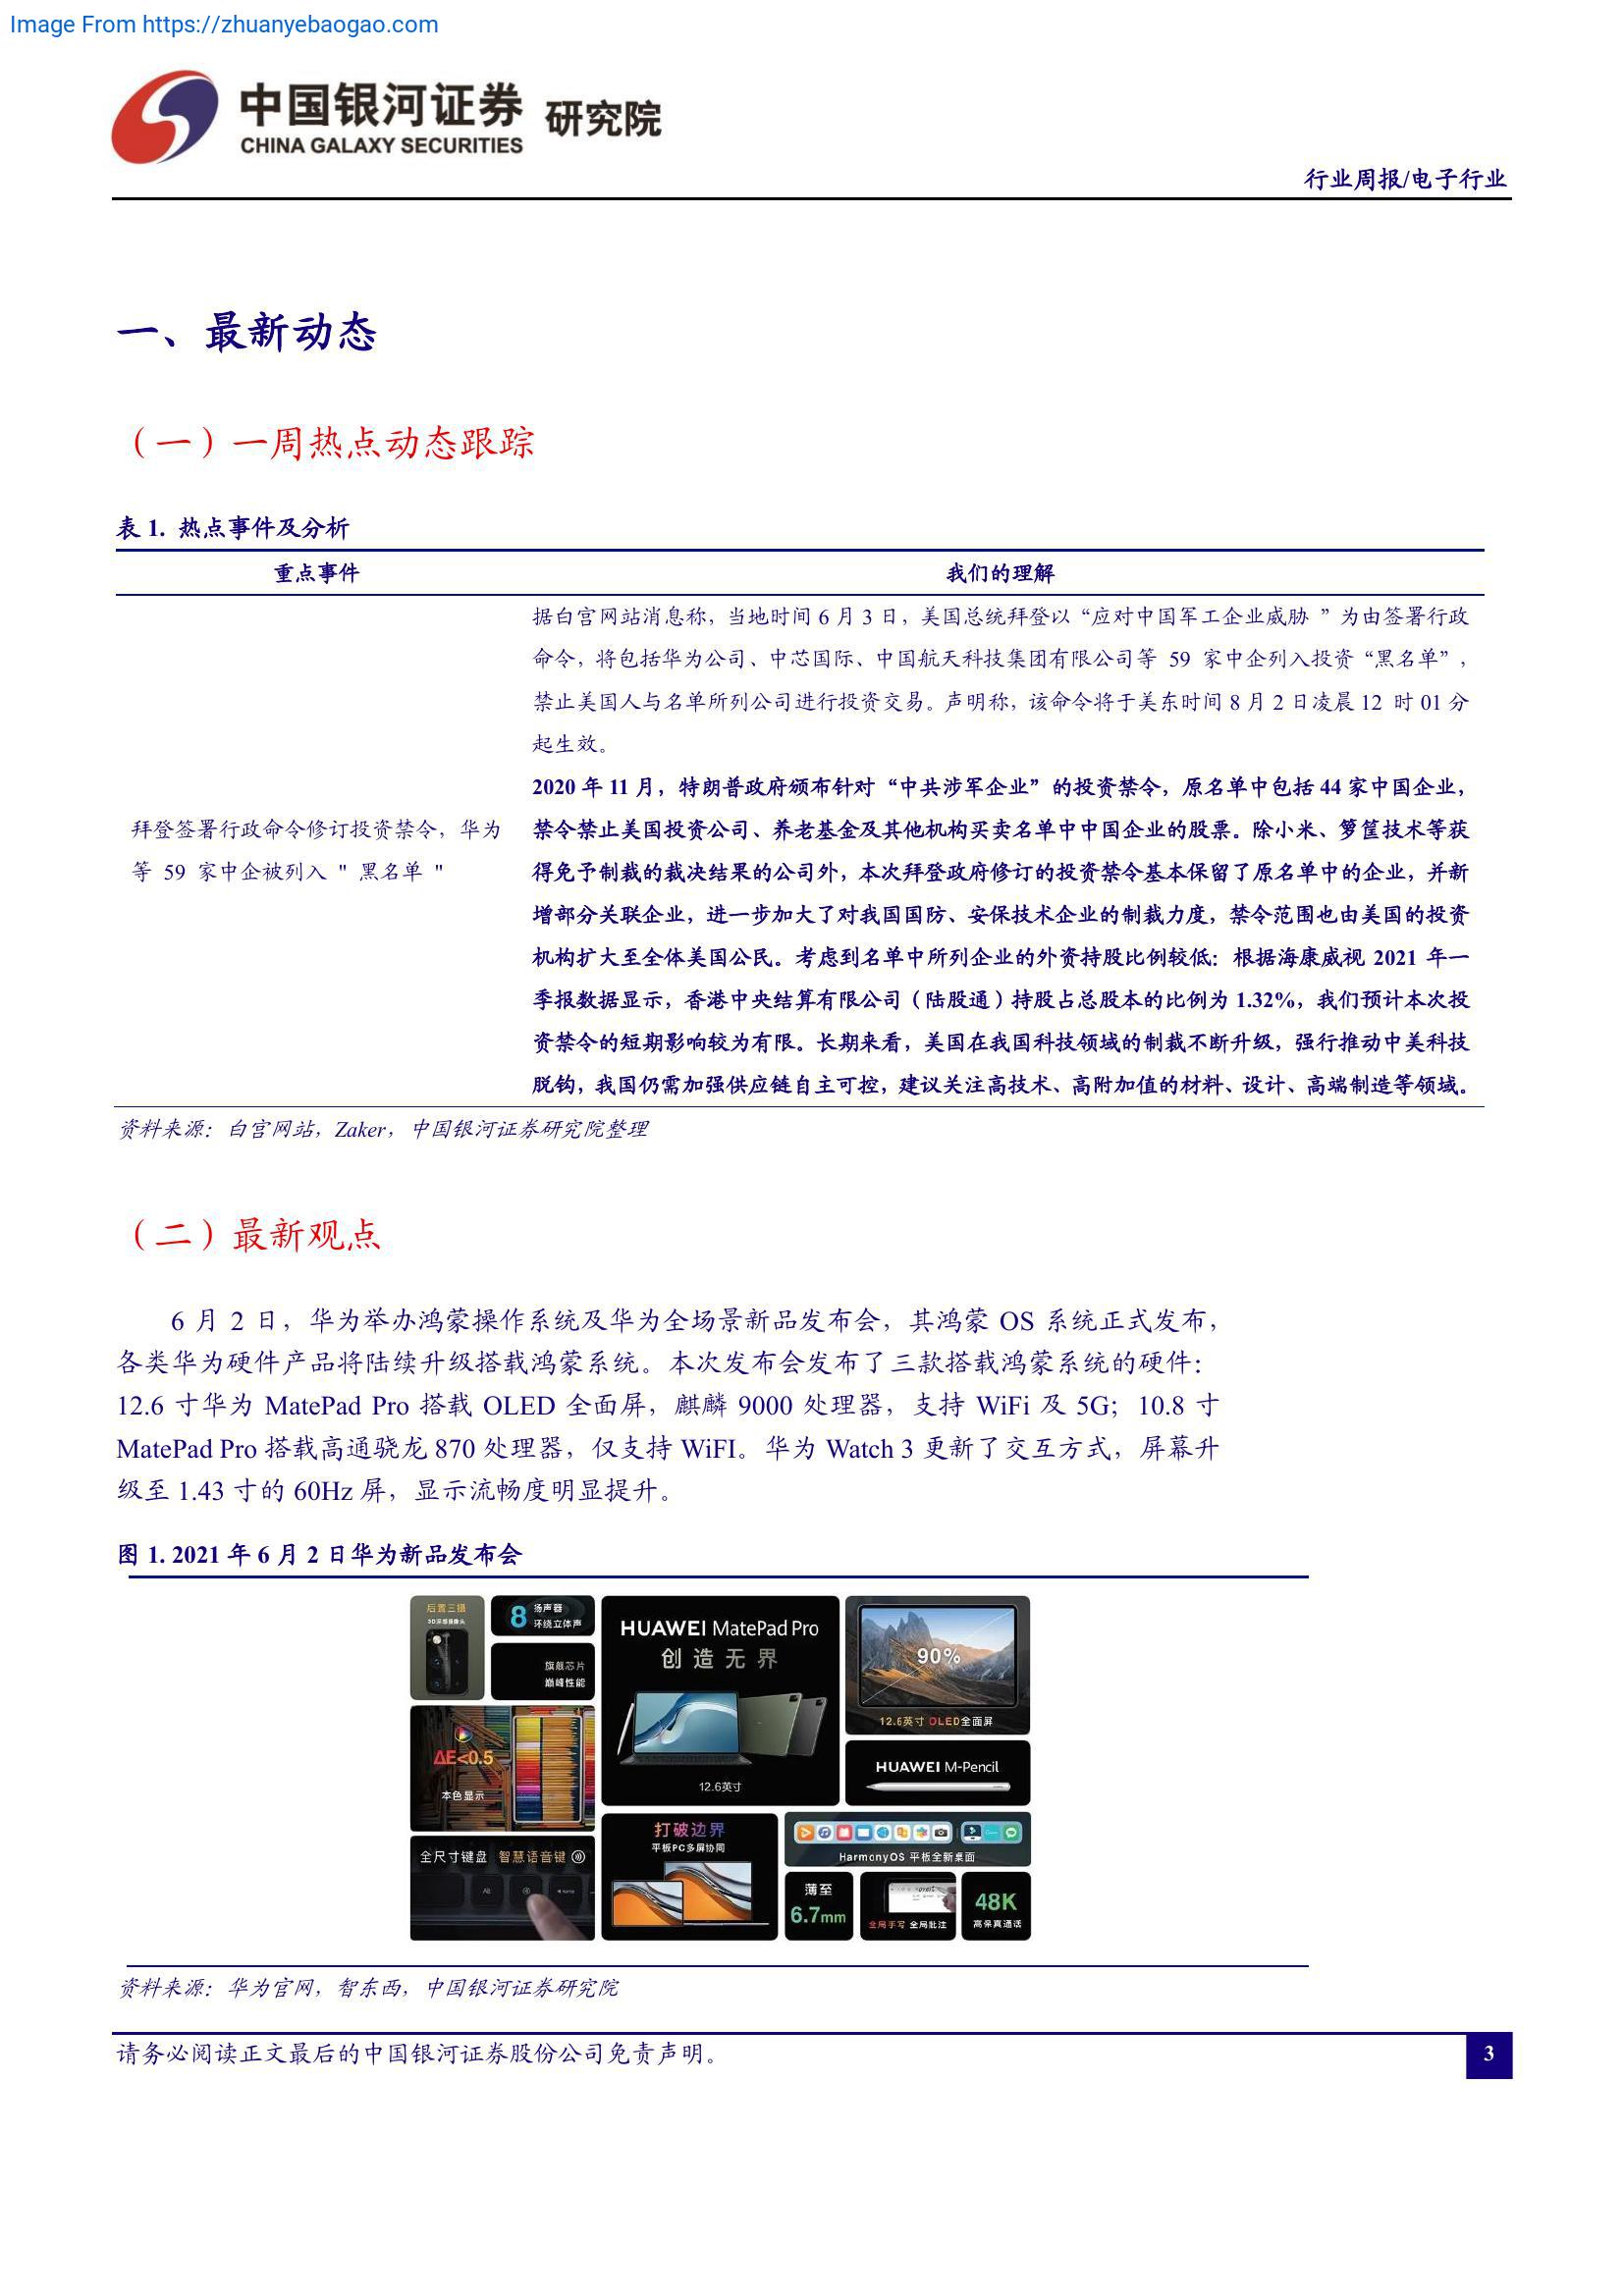 Image From https://zhuanyebaogao.com
中国银河证券 研究院
CHINA GALAXY SECURITIES
行业周报/电子行业
一、最新动态
（一）一周热点动态跟踪
表 1. 热点事件及分析
重点事件 我们的理解
据白宫网站消息称，当地时间 6 月 3 日，美国总统拜登以“应对中国军工企业威胁 ”为由签署行政
命令，将包括华为公司、中芯国际、中国航天科技集团有限公司等 59 家中企列入投资“黑名单”，
禁止美国人与名单所列公司进行投资交易。声明称，该命令将于美东时间 8 月 2 日凌晨 12 时 01 分
起生效。
2020 年 11 月，特朗普政府颁布针对“中共涉军企业”的投资禁令，原名单中包括 44 家中国企业，
拜登签署行政命令修订投资禁令，华为
等 59 家中企被列入 " 黑名单 "
禁令禁止美国投资公司、养老基金及其他机构买卖名单中中国企业的股票。除小米、箩筐技术等获
得免予制裁的裁决结果的公司外，本次拜登政府修订的投资禁令基本保留了原名单中的企业，并新
增部分关联企业，进一步加大了对我国国防、安保技术企业的制裁力度，禁令范围也由美国的投资
机构扩大至全体美国公民。考虑到名单中所列企业的外资持股比例较低：根据海康威视 2021 年一
季报数据显示，香港中央结算有限公司（陆股通）持股占总股本的比例为 1.32%，我们预计本次投
资禁令的短期影响较为有限。长期来看，美国在我国科技领域的制裁不断升级，强行推动中美科技
脱钩，我国仍需加强供应链自主可控，建议关注高技术、高附加值的材料、设计、高端制造等领域。
资料来源：白宫网站，Zaker，中国银河证券研究院整理
（二）最新观点
6 月 2 日，华为举办鸿蒙操作系统及华为全场景新品发布会，其鸿蒙 OS 系统正式发布，
各类华为硬件产品将陆续升级搭载鸿蒙系统。本次发布会发布了三款搭载鸿蒙系统的硬件：
12.6 寸华为 MatePad Pro 搭载 OLED 全面屏，麒麟 9000 处理器，支持 WiFi 及 5G；10.8 寸
MatePad Pro 搭载高通骁龙 870 处理器，仅支持 WiFI。华为 Watch 3 更新了交互方式，屏幕升
级至 1.43 寸的 60Hz 屏，显示流畅度明显提升。
图 1. 2021 年 6 月 2 日华为新品发布会
后置三摄
8 扬声器
环绕立体声
旗舰芯片
巅峰性能
HUAWEI MatePad Pro
创造无界
12.6英寸
90%
12.6英寸 OLED全面屏
ΔE<0.5
本色显示
HUAWEI M-Pencil
全尺寸键盘 智慧语音键
打破边界
平板PC多屏协同
HarmonyOS 平板全新桌面
薄至
6.7mm
全局手写 全局批注
48K
高保真通话
资料来源：华为官网，智东西，中国银河证券研究院
请务必阅读正文最后的中国银河证券股份公司免责声明。
3